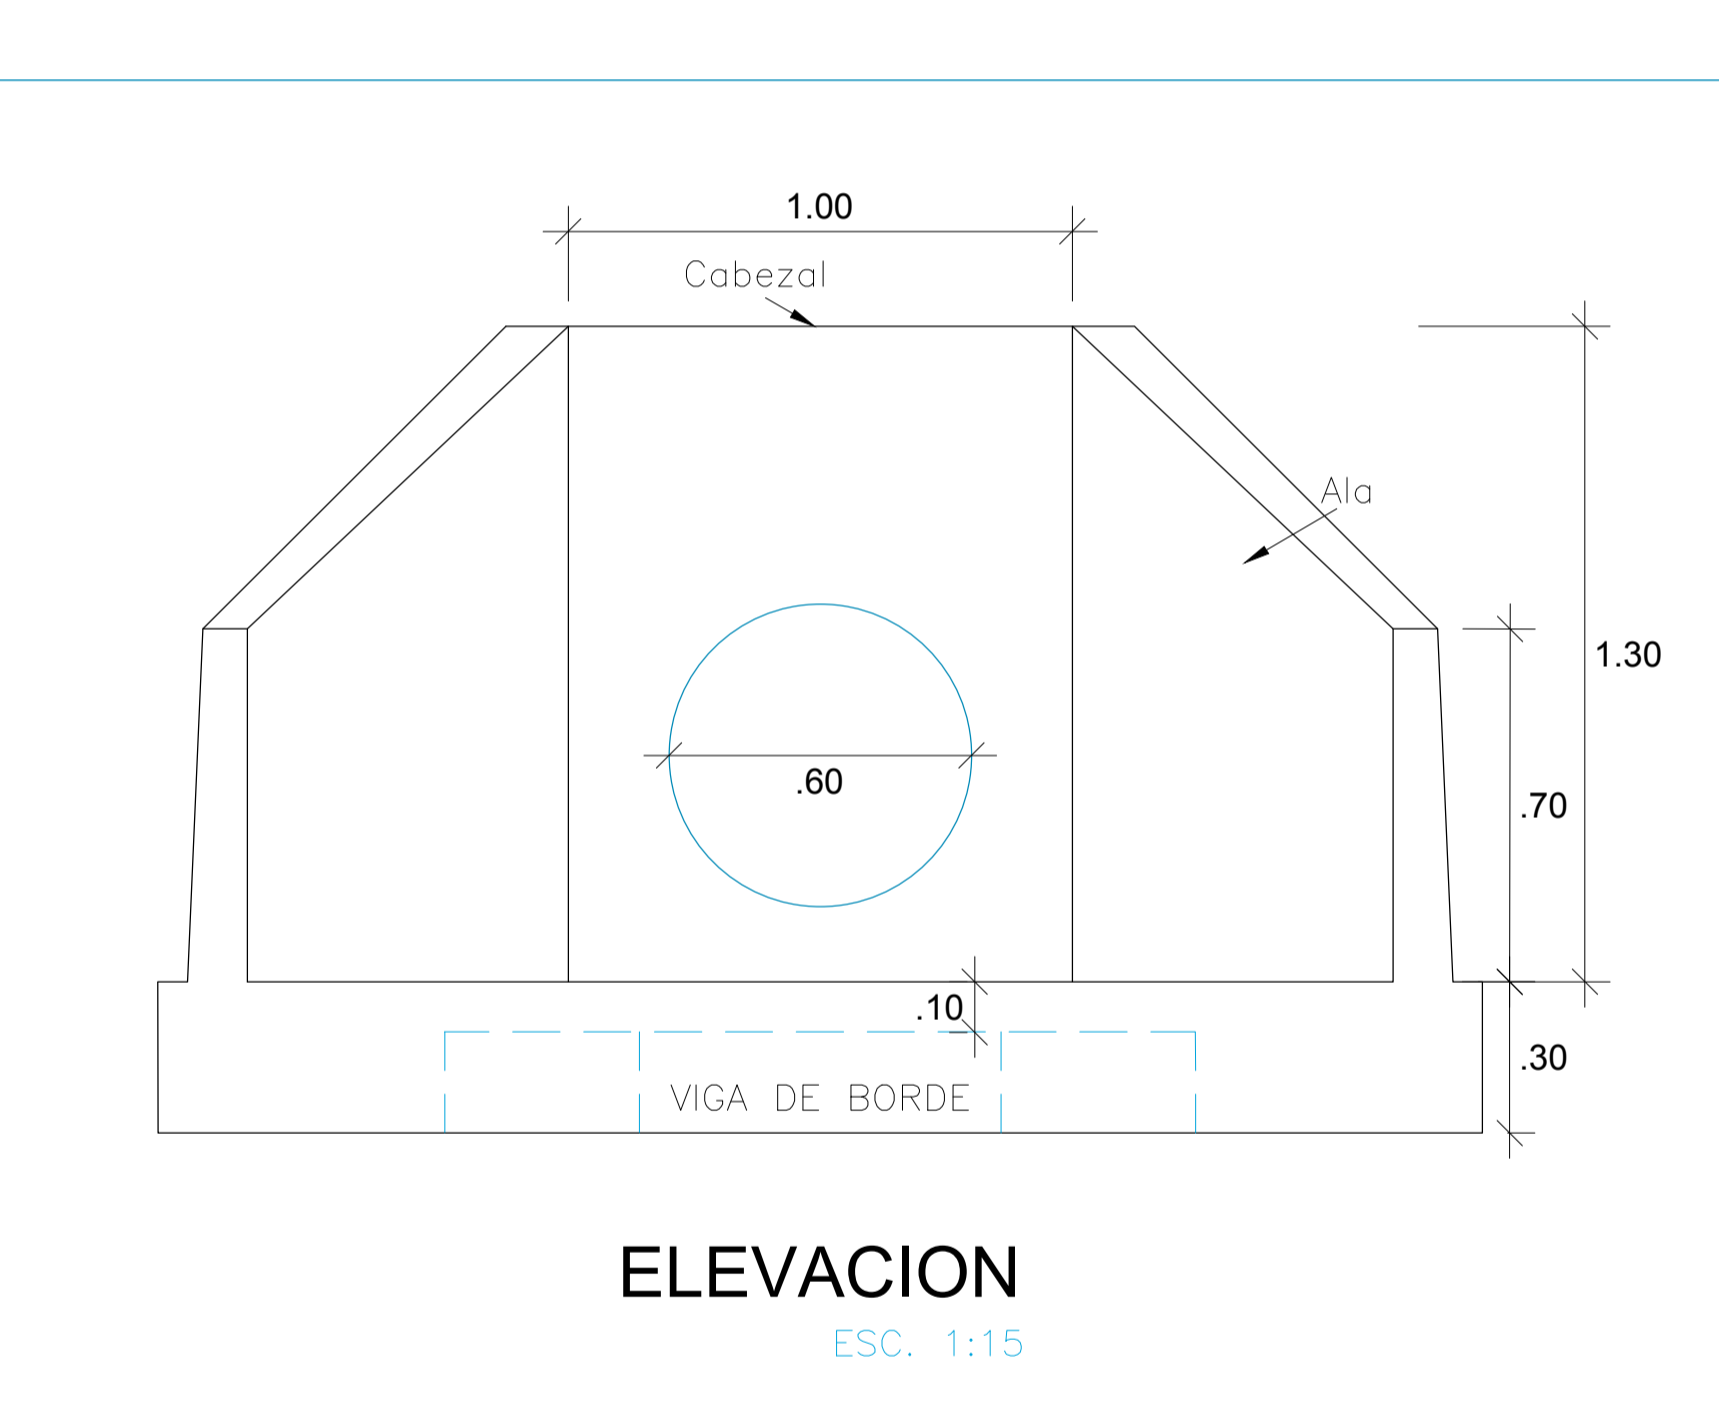 1.00
Cabezal
Ala
1.30
.60
.70
.10
.30
VIGA DE BORDE
ELEVACION
ESC. 1:15